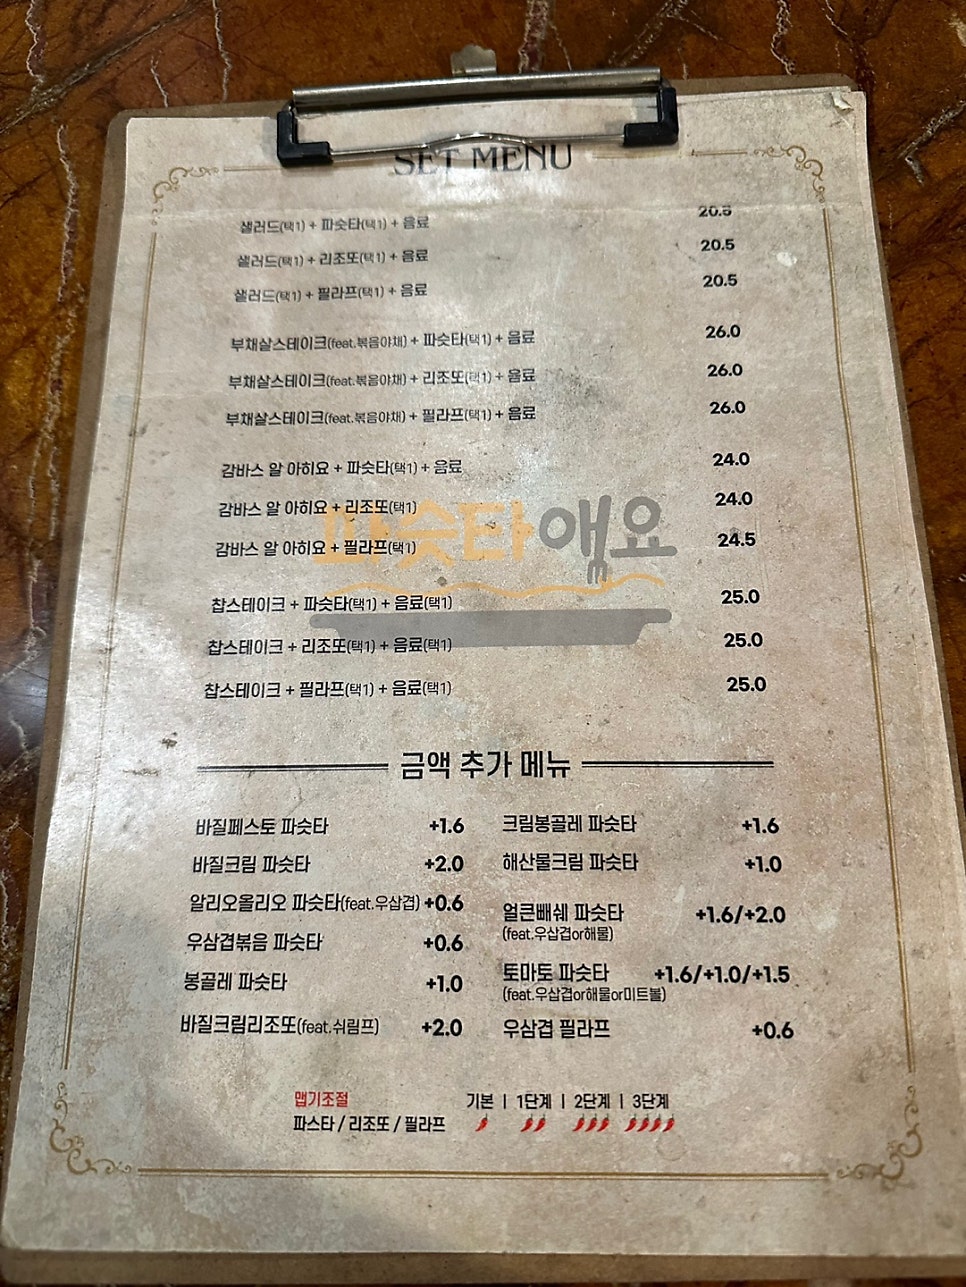 SET MENU
샐러드(택1) + 파슷타(택1) + 음료 20.5
샐러드(택1) + 리조또(택1) + 음료 20.5
샐러드(택1) + 필라프(택1) + 음료 20.5
부채살스테이크(feat.볶음야채) + 파슷타(택1) + 음료 26.0
부채살스테이크(feat.볶음야채) + 리조또(택1) + 음료 26.0
부채살스테이크(feat.볶음야채) + 필라프(택1) + 음료 26.0
감바스 알 아히요 + 파슷타(택1) + 음료 24.0
감바스 알 아히요 + 리조또(택1) 24.0
감바스 알 아히요 + 필라프(택1) 24.5
파슷타애요
찹스테이크 + 파슷타(택1) + 음료(택1) 25.0
찹스테이크 + 리조또(택1) + 음료(택1) 25.0
찹스테이크 + 필라프(택1) + 음료(택1) 25.0
금액 추가 메뉴
바질페스토 파슷타 +1.6
바질크림 파슷타 +2.0
알리오올리오 파슷타(feat.우삼겹) +0.6
우삼겹볶음 파슷타 +0.6
봉골레 파슷타 +1.0
바질크림리조또(feat.쉬림프) +2.0
크림봉골레 파슷타 +1.6
해산물크림 파슷타 +1.0
얼큰빼쉐 파슷타 +1.6/+2.0
(feat.우삼겹or해물)
토마토 파슷타 +1.6/+1.0/+1.5
(feat.우삼겹or해물or미트볼)
우삼겹 필라프 +0.6
맵기조절
파스타 / 리조또 / 필라프
기본 | 1단계 | 2단계 | 3단계